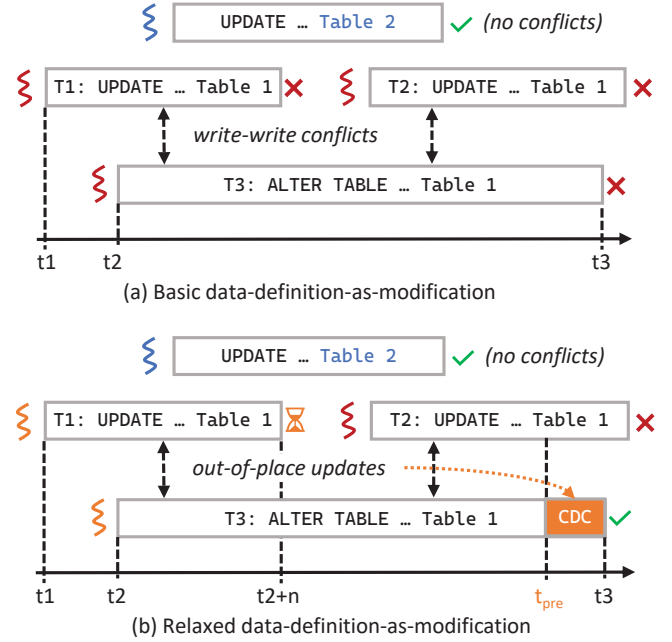 UPDATE … Table 2
(no conflicts)
T1: UPDATE … Table 1
T2: UPDATE … Table 1
write-write conflicts
T3: ALTER TABLE … Table 1
t1
t2
t3
(a) Basic data-definition-as-modification
UPDATE … Table 2
(no conflicts)
T1: UPDATE … Table 1
T2: UPDATE … Table 1
out-of-place updates
T3: ALTER TABLE … Table 1
CDC
t1
t2
t2+n
tpre
t3
(b) Relaxed data-definition-as-modification